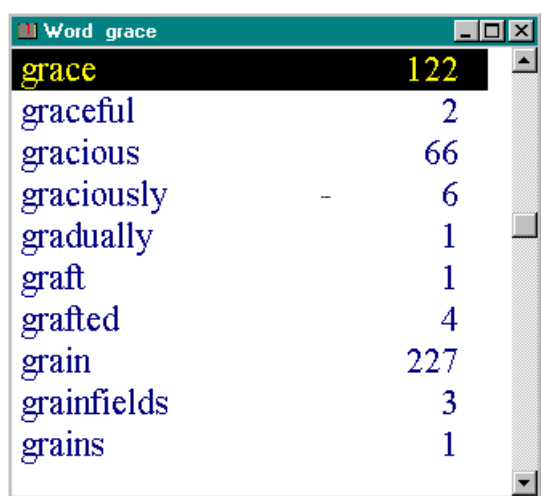 Word grace
grace 122
graceful 2
gracious 66
graciously - 6
gradually 1
graft 1
grafted 4
grain 227
grainfields 3
grains 1